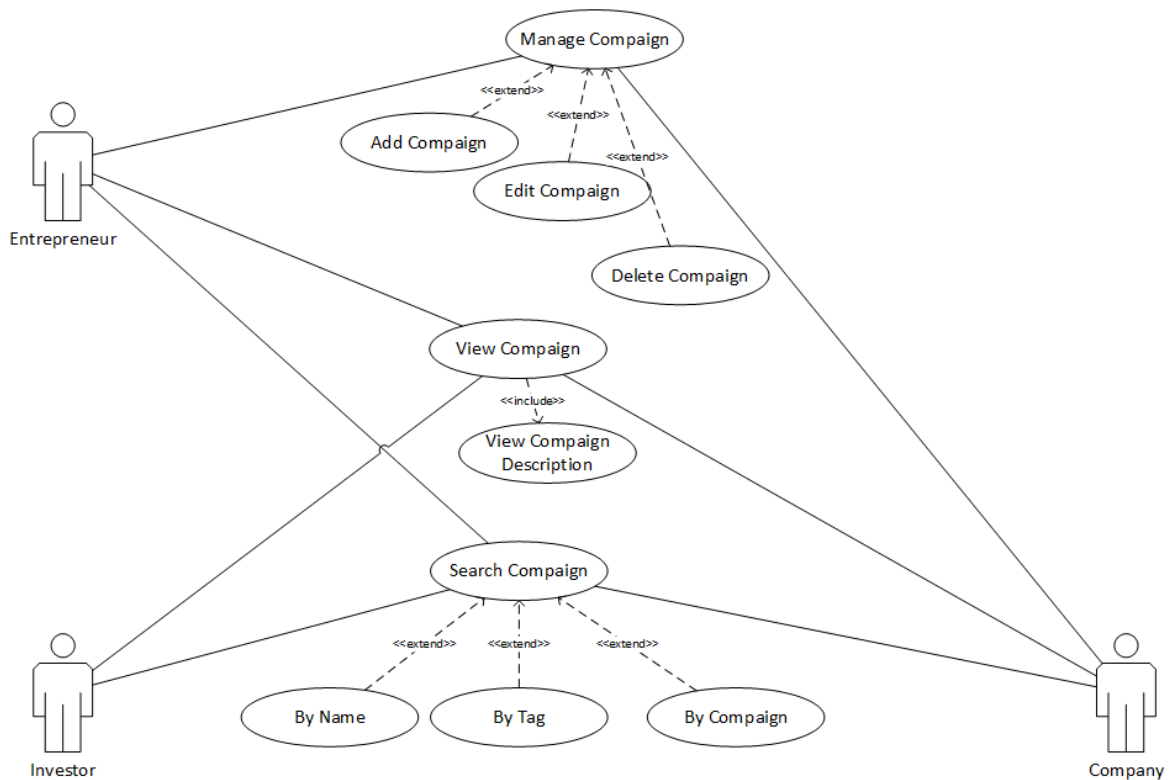 Manage Compaign
<<extend>>
<<extend>>
Add Compaign
<<extend>>
Edit Compaign
Entrepreneur
Delete Compaign
View Compaign
<<include>>
View Compaign
Description
Search Compaign
<<extend>>
<<extend>>
<<extend>>
By Name
By Tag
By Compaign
Investor
Company